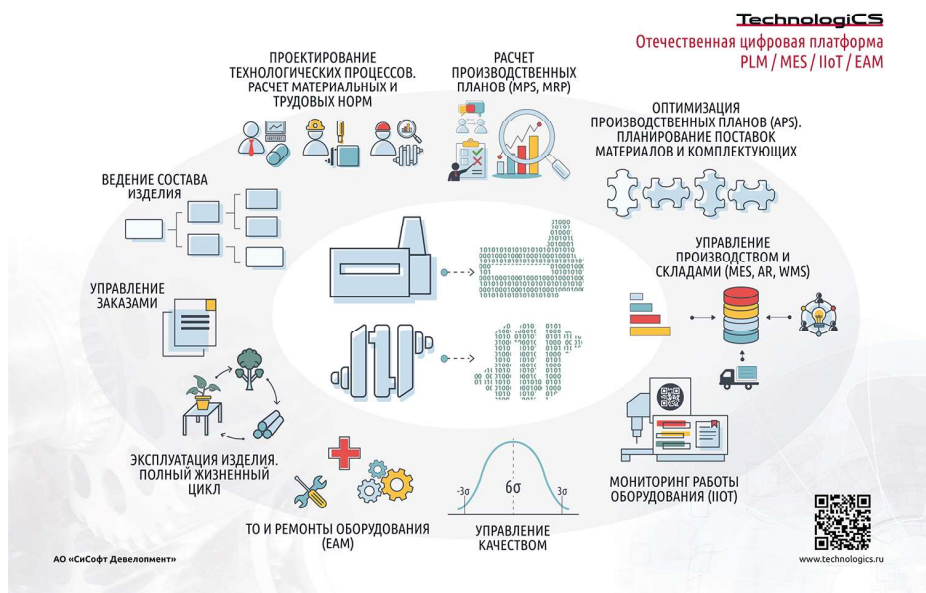 TechnologiCS
Отечественная цифровая платформа
PLM / MES / IIoT / EAM
ПРОЕКТИРОВАНИЕ
ТЕХНОЛОГИЧЕСКИХ ПРОЦЕССОВ.
РАСЧЕТ МАТЕРИАЛЬНЫХ И
ТРУДОВЫХ НОРМ
РАСЧЕТ
ПРОИЗВОДСТВЕННЫХ
ПЛАНОВ (MPS, MRP)
ОПТИМИЗАЦИЯ
ПРОИЗВОДСТВЕННЫХ ПЛАНОВ (APS).
ПЛАНИРОВАНИЕ ПОСТАВОК
МАТЕРИАЛОВ И КОМПЛЕКТУЮЩИХ
ВЕДЕНИЕ СОСТАВА
ИЗДЕЛИЯ
УПРАВЛЕНИЕ
ПРОИЗВОДСТВОМ И
СКЛАДАМИ (MES, AR, WMS)
УПРАВЛЕНИЕ
ЗАКАЗАМИ
ЭКСПЛУАТАЦИЯ ИЗДЕЛИЯ.
ПОЛНЫЙ ЖИЗНЕННЫЙ
ЦИКЛ
МОНИТОРИНГ РАБОТЫ
ОБОРУДОВАНИЯ (IIOT)
-3σ
6σ
3σ
ТО И РЕМОНТЫ ОБОРУДОВАНИЯ
(EAM)
УПРАВЛЕНИЕ
КАЧЕСТВОМ
АО «СиСофт Девелопмент»
www.technologics.ru